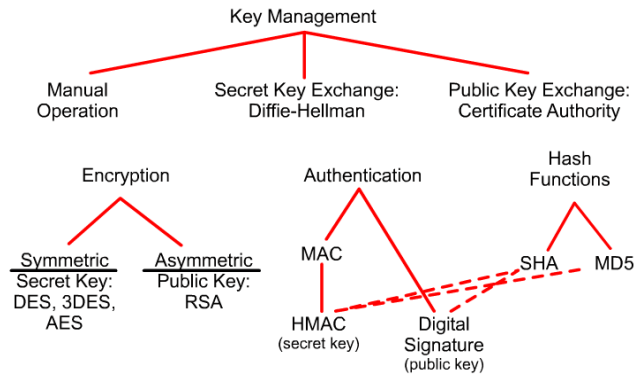 Key Management
Manual
Operation
Secret Key Exchange:
Diffie-Hellman
Public Key Exchange:
Certificate Authority
Encryption
Symmetric
Secret Key:
DES, 3DES,
AES
Asymmetric
Public Key:
RSA
Authentication
MAC
HMAC
(secret key)
Digital
Signature
(public key)
Hash
Functions
SHA
MD5